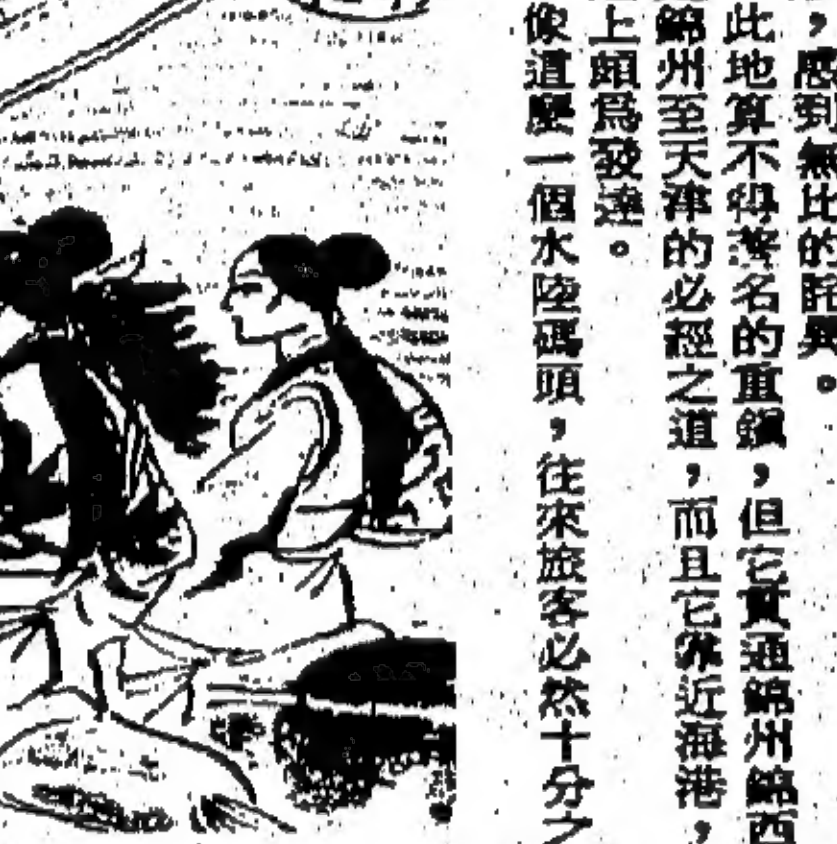 ，感到無比的詫異。
此地算不得著名的重鎮，但它貫通錦州錦西
錦州至天津的必經之道，而且它靠近海港，
上頗爲發達。
像這麼一個水陸碼頭，往來旅客必然十分之